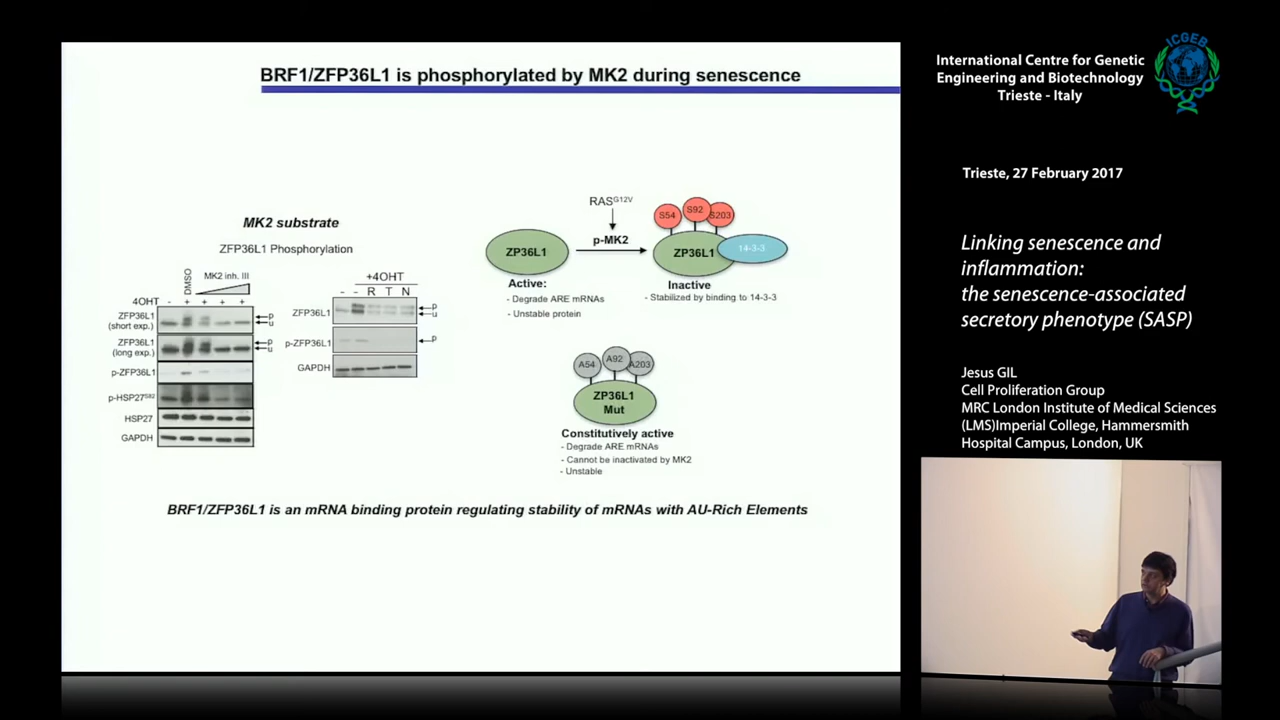 BRF1/ZFP36L1 is phosphorylated by MK2 during senescence
MK2 substrate
ZFP36L1 Phosphorylation
DMSO
MK2 inh. III
4OHT - + + + +
ZFP36L1
(short exp.)
p
u
ZFP36L1
(long exp.)
p
u
p-ZFP36L1
p-HSP27S82
HSP27
GAPDH
+4OHT
- - R T N
ZFP36L1
p
u
p-ZFP36L1
p
GAPDH
RASG12V
p-MK2
ZP36L1
Active:
- Degrade ARE mRNAs
- Unstable protein
S54
S92
S203
ZP36L1
14-3-3
Inactive
- Stabilized by binding to 14-3-3
A54
A92
A203
ZP36L1
Mut
Constitutively active
- Degrade ARE mRNAs
- Cannot be inactivated by MK2
- Unstable
BRF1/ZFP36L1 is an mRNA binding protein regulating stability of mRNAs with AU-Rich Elements
International Centre for Genetic
Engineering and Biotechnology
Trieste - Italy
ICGEB
Trieste, 27 February 2017
Linking senescence and
inflammation:
the senescence-associated
secretory phenotype (SASP)
Jesus GIL
Cell Proliferation Group
MRC London Institute of Medical Sciences
(LMS)Imperial College, Hammersmith
Hospital Campus, London, UK